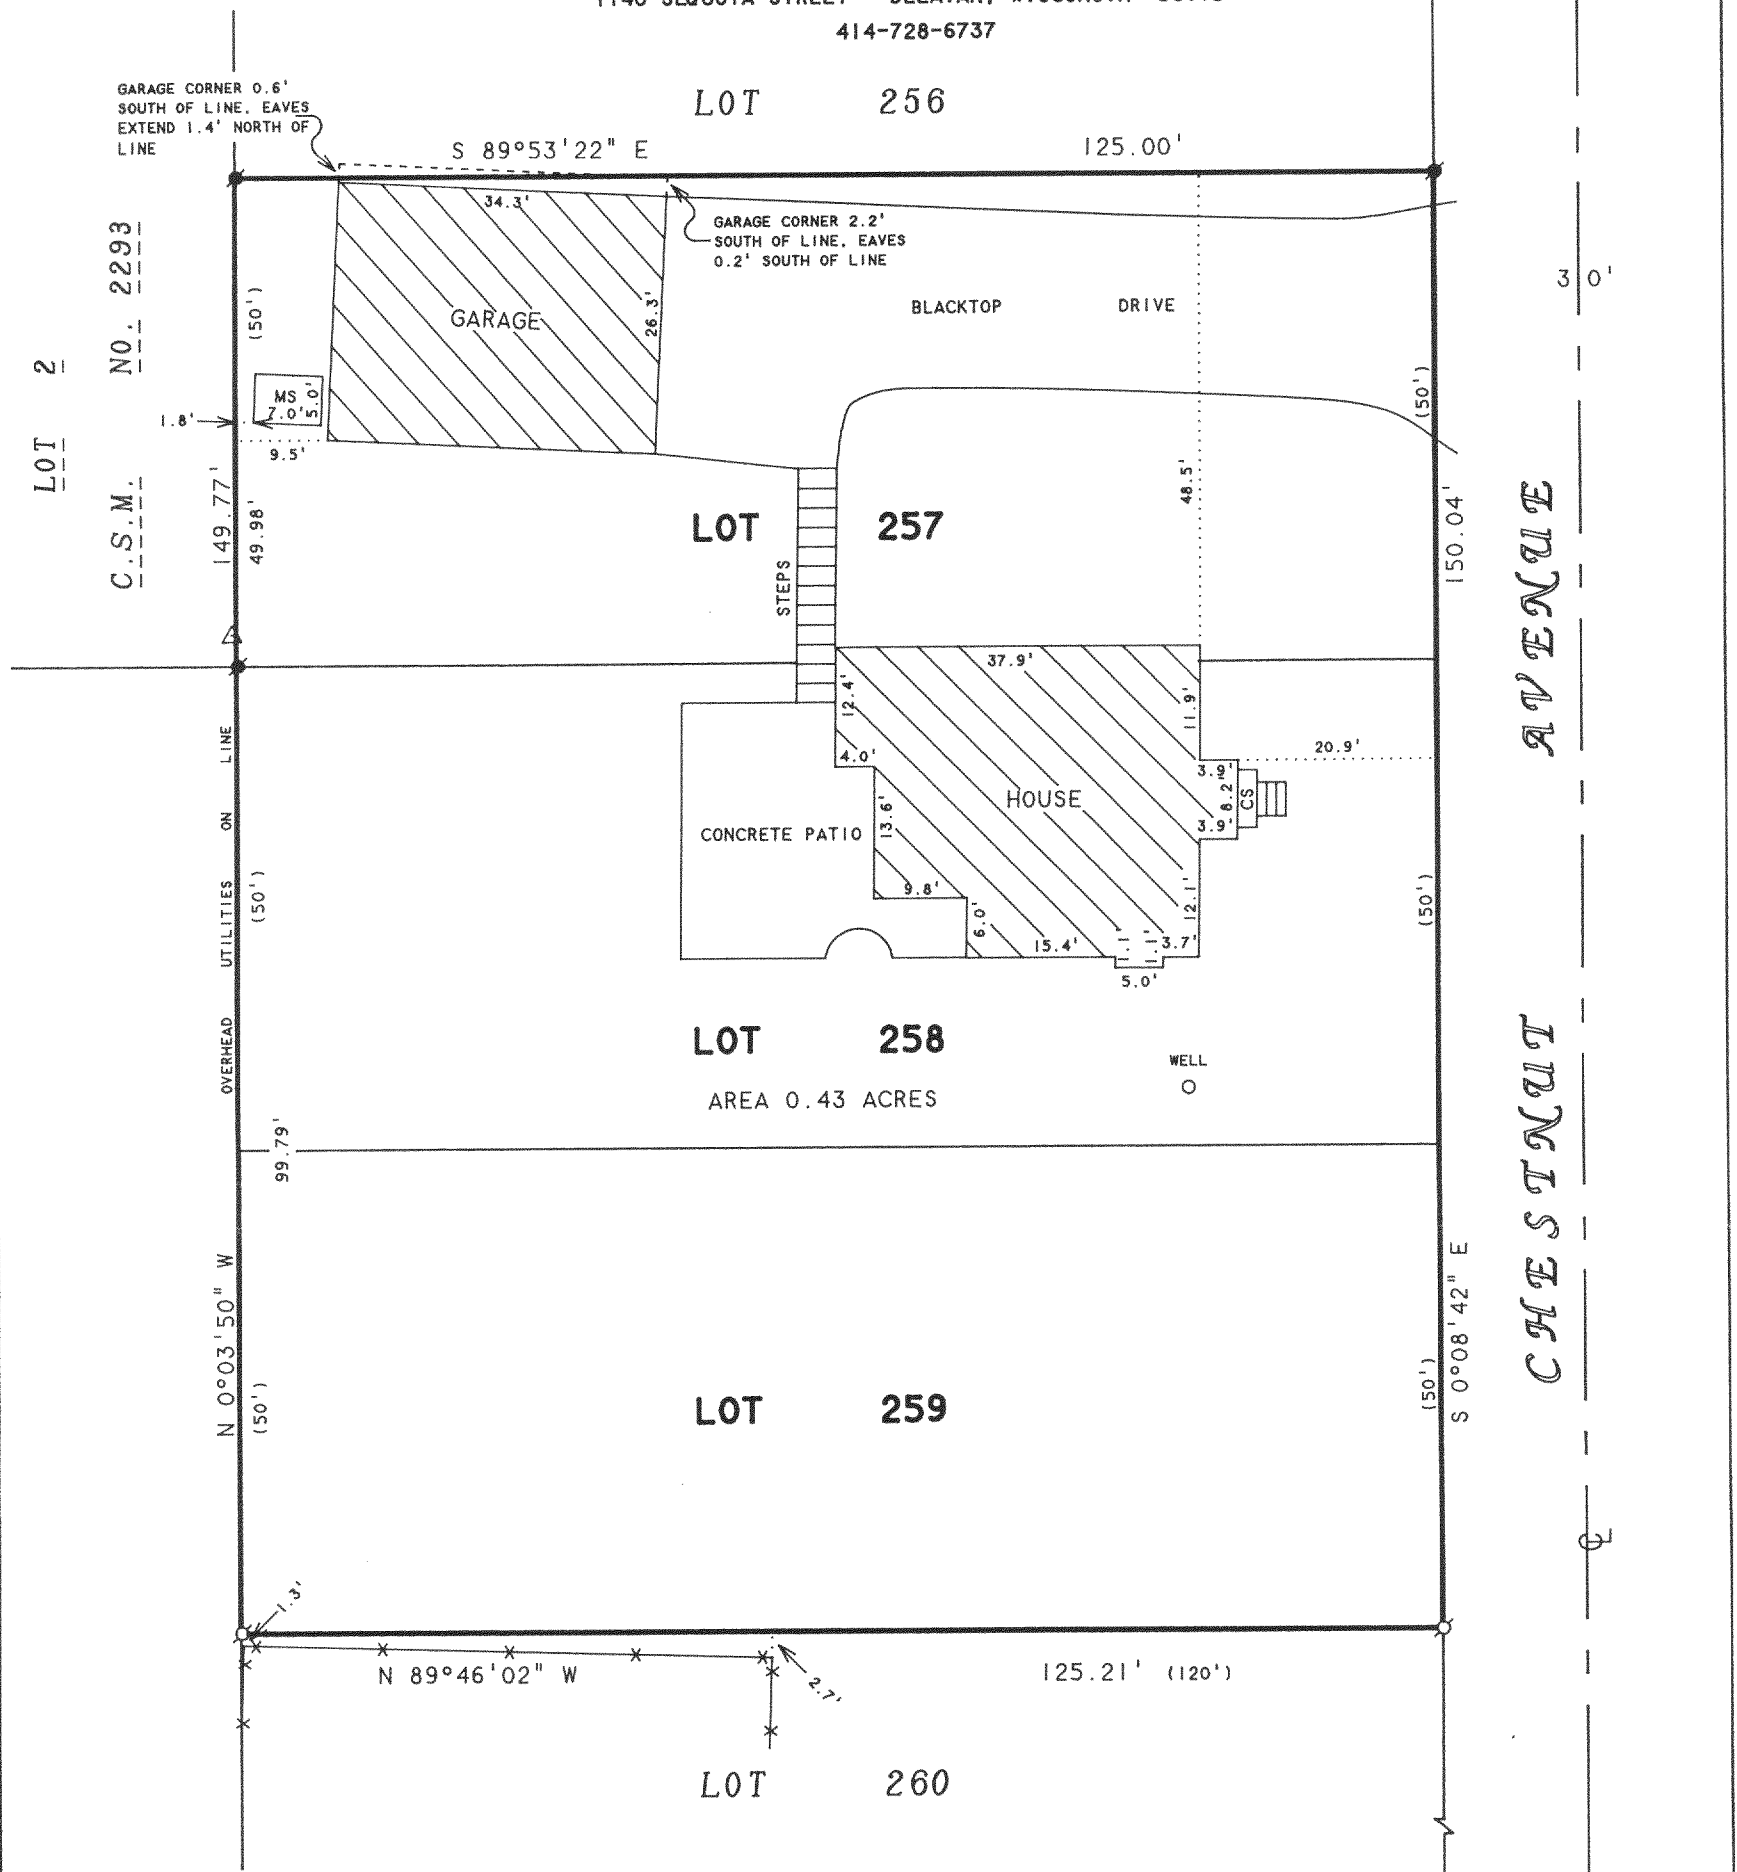 414-728-6737
LOT 256
GARAGE CORNER 0.6'
SOUTH OF LINE, EAVES
EXTEND 1.4' NORTH OF
LINE
S 89°53'22" E
125.00'
34.3'
GARAGE CORNER 2.2'
SOUTH OF LINE, EAVES
0.2' SOUTH OF LINE
30'
BLACKTOP DRIVE
GARAGE
26.3'
(50')
LOT 2
C.S.M. NO. 2293
MS
7.0'
5.0'
1.8'
9.5'
(50')
48.5'
149.77'
49.98'
LOT 257
150.04'
STEPS
CHESTNUT AVENUE
37.9'
12.4'
11.9'
4.0'
20.9'
3.9'
8.2'
CS
3.9'
HOUSE
13.6'
CONCRETE PATIO
9.8'
6.0'
15.4'
1.1'
1.1'
3.7'
12.1'
5.0'
OVERHEAD UTILITIES ON LINE
(50')
(50')
LOT 258
AREA 0.43 ACRES
WELL
99.79'
N 0°03'50" W
(50')
LOT 259
(50')
S 0°08'42" E
1.3'
N 89°46'02" W
2.7'
125.21' (120')
LOT 260